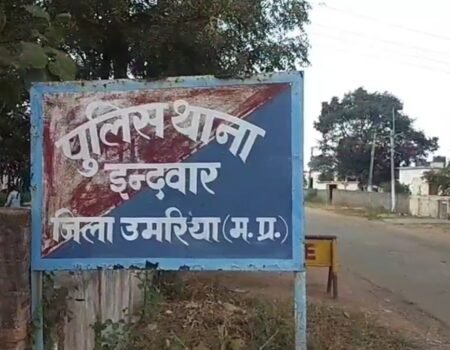 पुलिस थाना
इन्दवार
जिला उमरिया (म.प्र.)